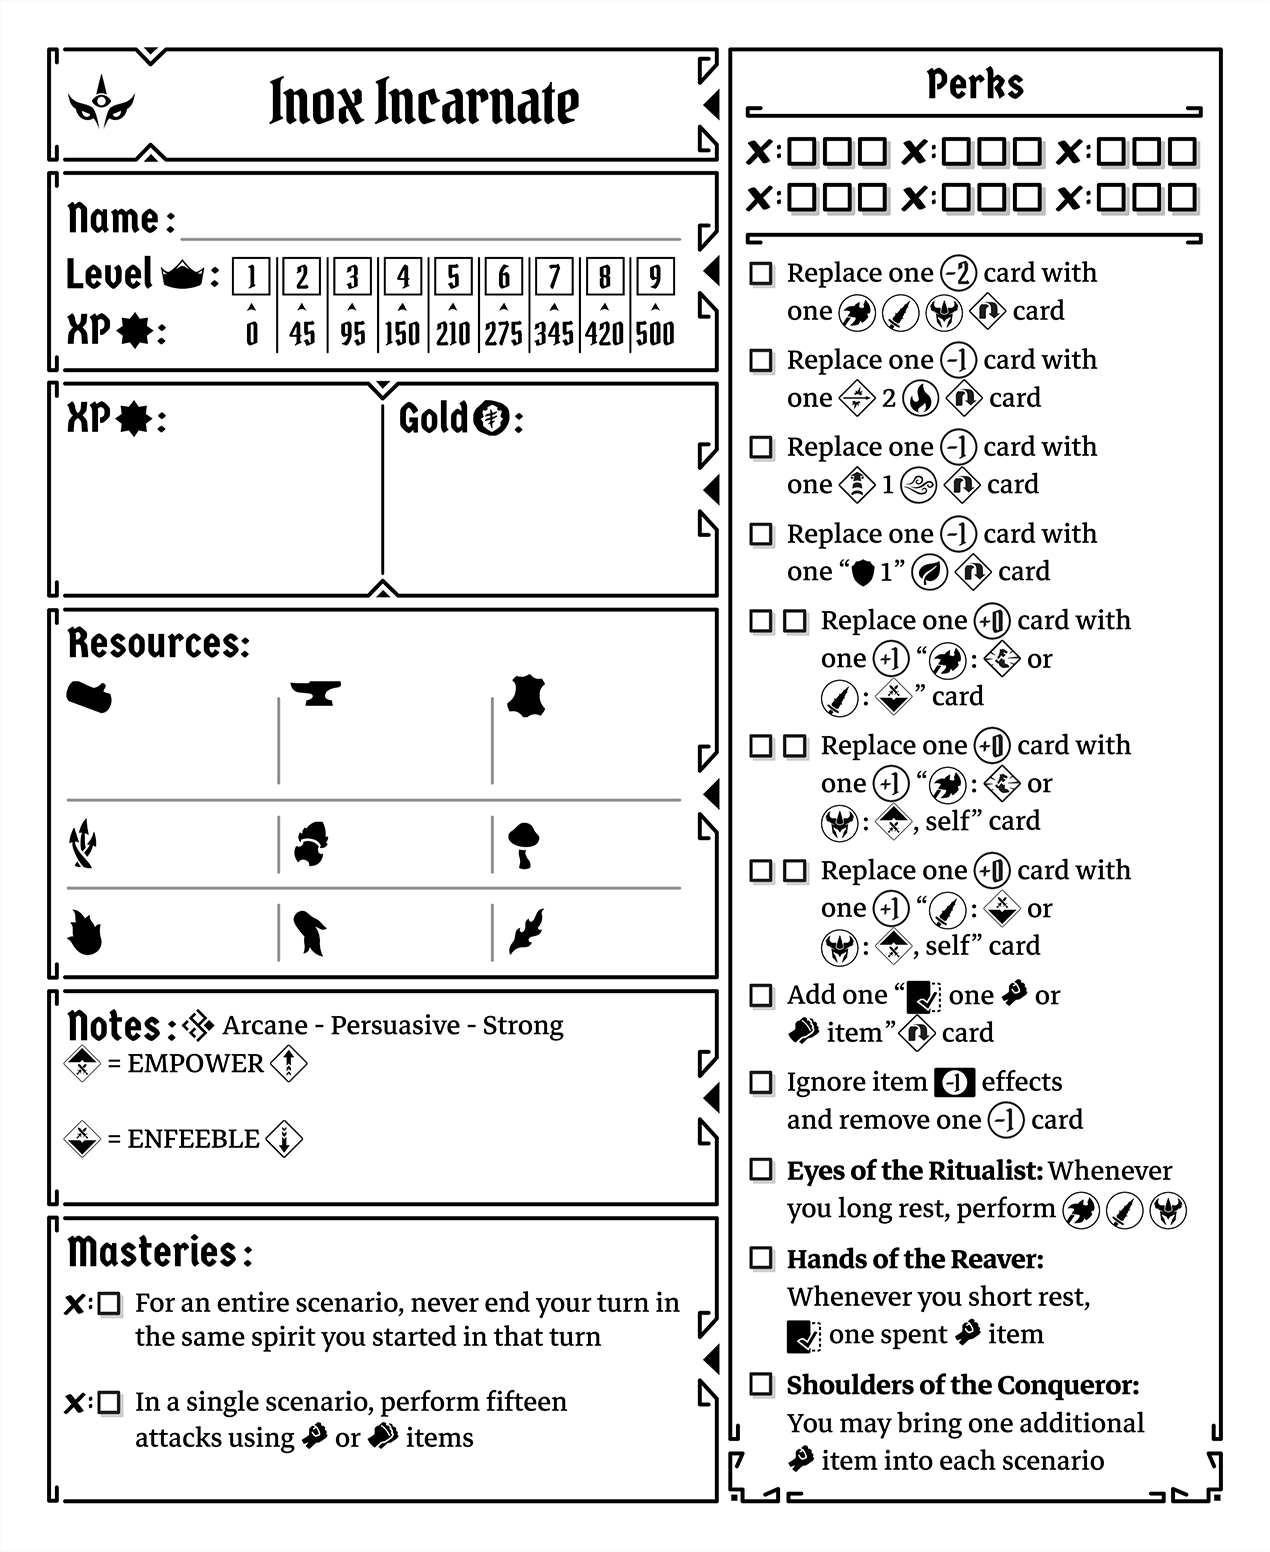 Inox Incarnate
Name:
Level : 1 2 3 4 5 6 7 8 9
XP : 0 45 95 150 210 275 345 420 500
XP :
Gold :
Resources:
Notes: Arcane - Persuasive - Strong
= EMPOWER
= ENFEEBLE
Masteries:
For an entire scenario, never end your turn in
the same spirit you started in that turn
In a single scenario, perform fifteen
attacks using or items
Perks
Replace one -2 card with
one card
Replace one -1 card with
one 2 card
Replace one -1 card with
one 1 card
Replace one -1 card with
one “ 1” card
Replace one +0 card with
one +1 “ : or
: ” card
Replace one +0 card with
one +1 “ : or
: , self” card
Replace one +0 card with
one +1 “ : or
: , self” card
Add one “ one or
item” card
Ignore item -1 effects
and remove one -1 card
Eyes of the Ritualist: Whenever
you long rest, perform
Hands of the Reaver:
Whenever you short rest,
one spent item
Shoulders of the Conqueror:
You may bring one additional
item into each scenario